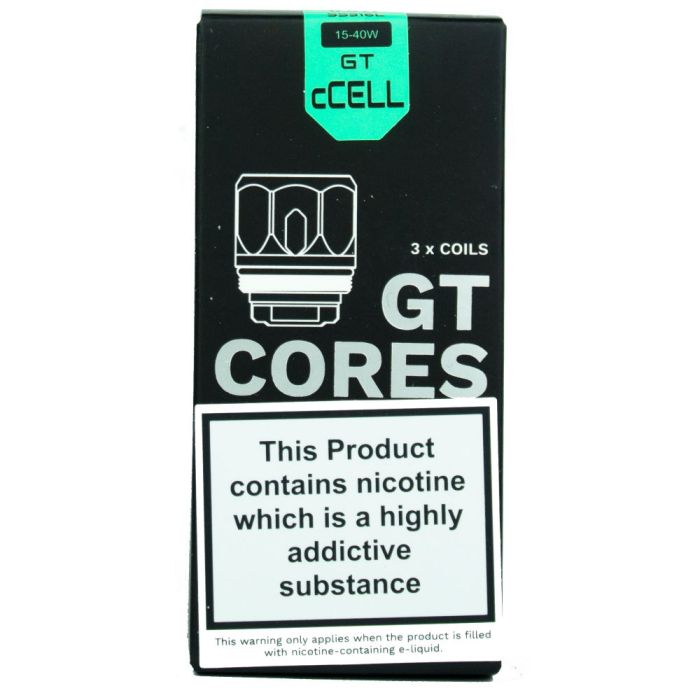 15-40W
GT
cCELL
3 x COILS
GT
CORES
This Product
contains nicotine
which is a highly
addictive
substance
This warning only applies when the product is filled
with nicotine-containing e-liquid.